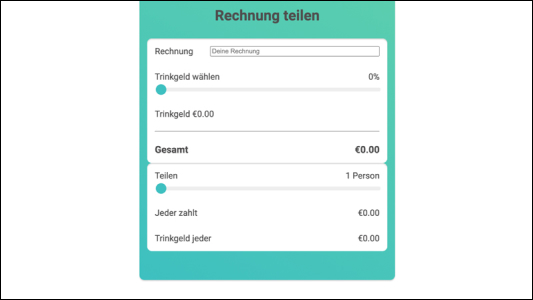 Rechnung teilen
Rechnung Deine Rechnung
Trinkgeld wählen 0%
Trinkgeld €0.00
Gesamt €0.00
Teilen 1 Person
Jeder zahlt €0.00
Trinkgeld jeder €0.00